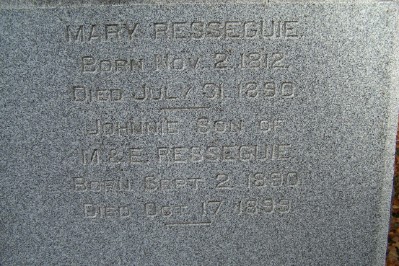 MARY RESSEGUIE.
BORN NOV. 2, 1812.
DIED JULY 31, 1890.
JOHNNIE SON OF
M & E. RESSEGUIE
BORN SEPT. 2, 1890.
DIED OCT. 17, 1893.